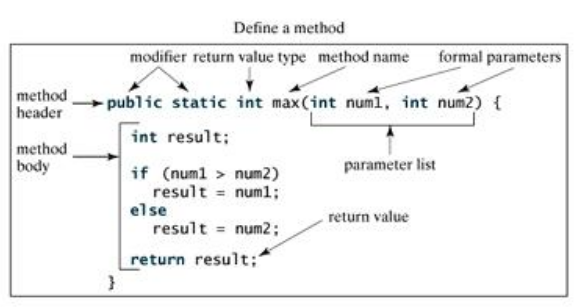 Define a method
modifier return value type method name formal parameters
method header
public static int max(int num1, int num2) {
method body
int result;
parameter list
if (num1 > num2)
result = num1;
else
result = num2;
return value
return result;
}